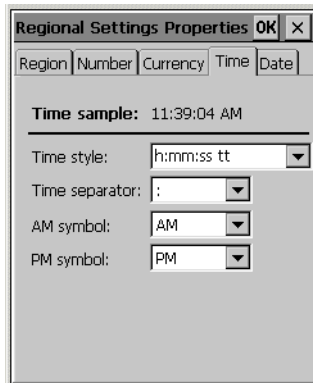 Regional Settings Properties OK ×
Region Number Currency Time Date
Time sample: 11:39:04 AM
Time style: h:mm:ss tt
Time separator: :
AM symbol: AM
PM symbol: PM